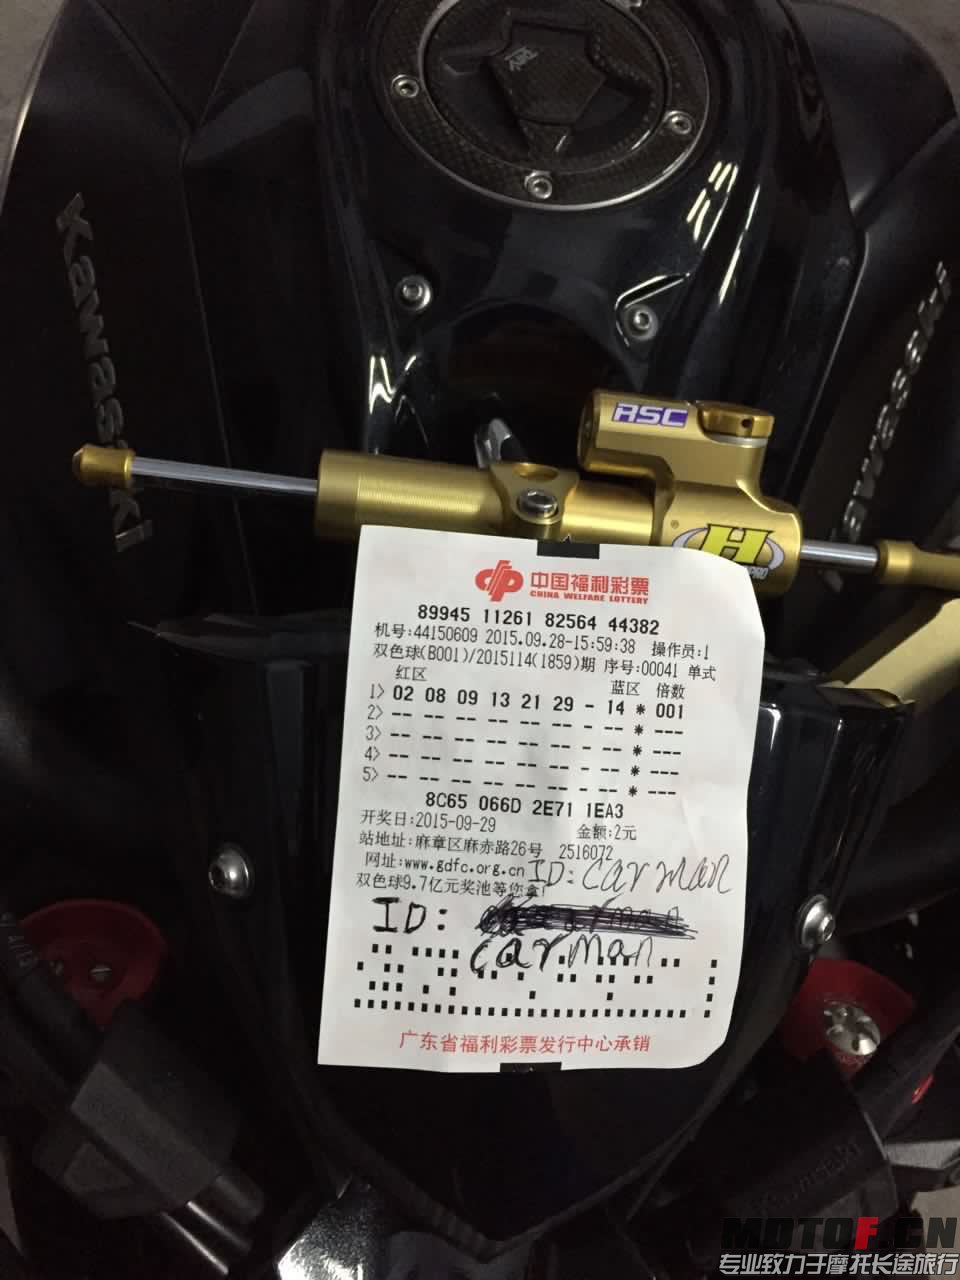 Kawasaki
RSC
H
PRO
中国福利彩票
CHINA WELFARE LOTTERY
89945 11261 82564 44382
机号:44150609 2015.09.28-15:59:38 操作员:1
双色球(B001)/2015114(1859)期 序号:00041 单式
红区 蓝区 倍数
1> 02 08 09 13 21 29 - 14 * 001
2> -- -- -- -- -- -- - -- * ---
3> -- -- -- -- -- -- - -- * ---
4> -- -- -- -- -- -- - -- * ---
5> -- -- -- -- -- -- - -- * ---
8C65 066D 2E71 1EA3
开奖日:2015-09-29 金额:2元
站地址:麻章区麻赤路26号 2516072
网址:www.gdfc.org.cn ID: carman
双色球9.7亿元奖池等您拿!
ID:
carman
广东省福利彩票发行中心承销
MOTOF.CN
专业致力于摩托长途旅行